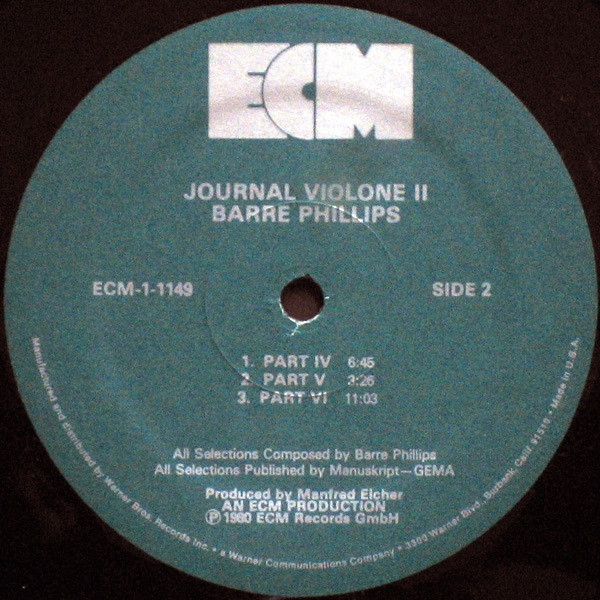 ECM
JOURNAL VIOLONE II
BARRE PHILLIPS
ECM-1-1149
SIDE 2
1. PART IV 6:45
2. PART V 3:26
3. PART VI 11:03
All Selections Composed by Barre Phillips
All Selections Published by Manuskript—GEMA
Produced by Manfred Eicher
AN ECM PRODUCTION
℗ 1980 ECM Records GmbH
Manufactured and distributed by Warner Bros. Records Inc. • a Warner Communications Company • 3300 Warner Blvd., Burbank, Calif. 91510 • Made in U.S.A.